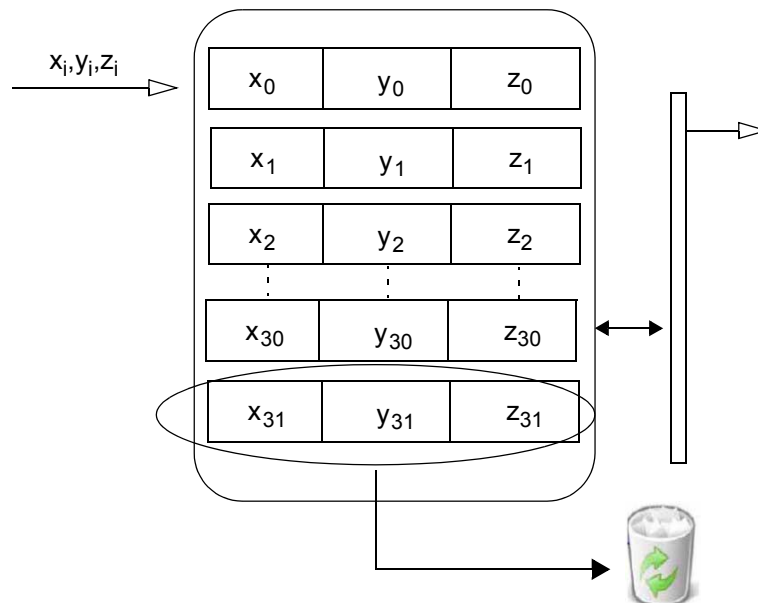 xᵢ,yᵢ,zᵢ
x₀ y₀ z₀
x₁ y₁ z₁
x₂ y₂ z₂
x₃₀ y₃₀ z₃₀
x₃₁ y₃₁ z₃₁